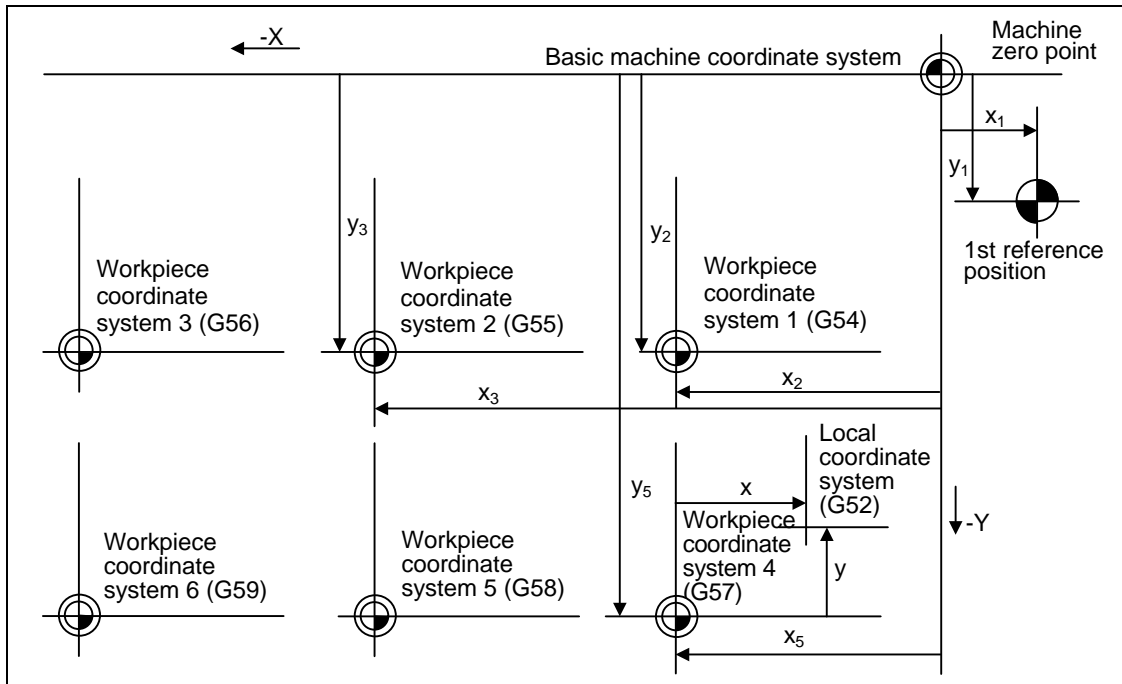 -X
Basic machine coordinate system
Machine
zero point
x₁
y₁
1st reference
position
y₃
y₂
Workpiece
coordinate
system 3 (G56)
Workpiece
coordinate
system 2 (G55)
Workpiece
coordinate
system 1 (G54)
x₃
x₂
Local
coordinate
system
(G52)
y₅
x
-Y
Workpiece
coordinate
system 6 (G59)
Workpiece
coordinate
system 5 (G58)
Workpiece
coordinate
system 4
(G57)
y
x₅